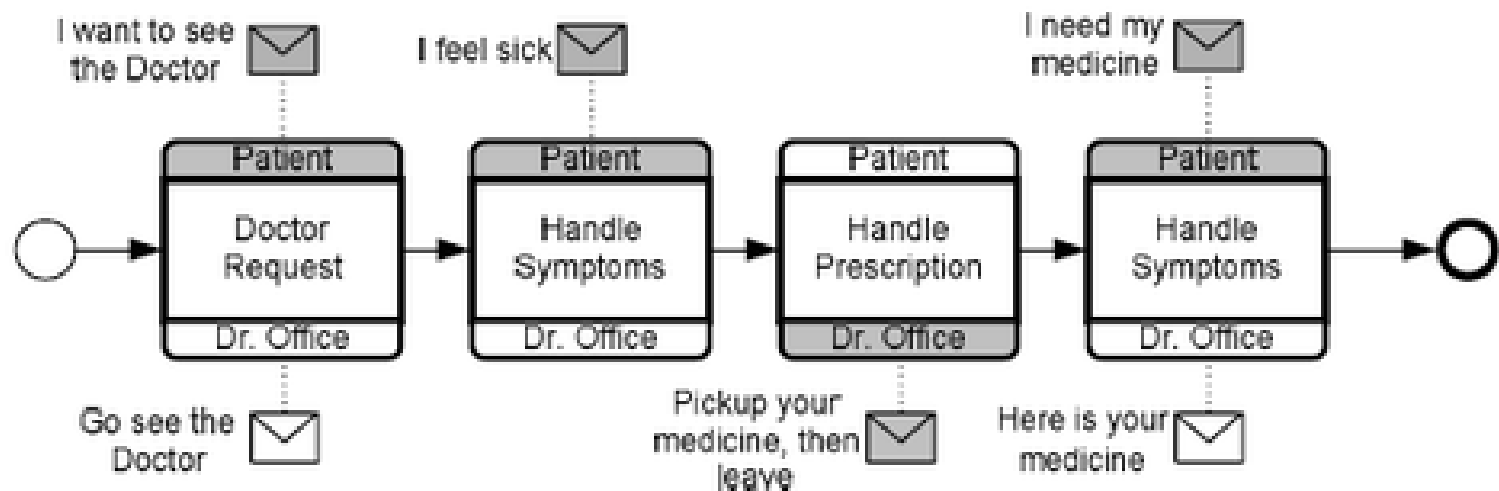 I want to see
the Doctor
I feel sick
I need my
medicine
Patient
Patient
Patient
Patient
Doctor
Request
Handle
Symptoms
Handle
Prescription
Handle
Symptoms
Dr. Office
Dr. Office
Dr. Office
Dr. Office
Go see the
Doctor
Pickup your
medicine, then
leave
Here is your
medicine